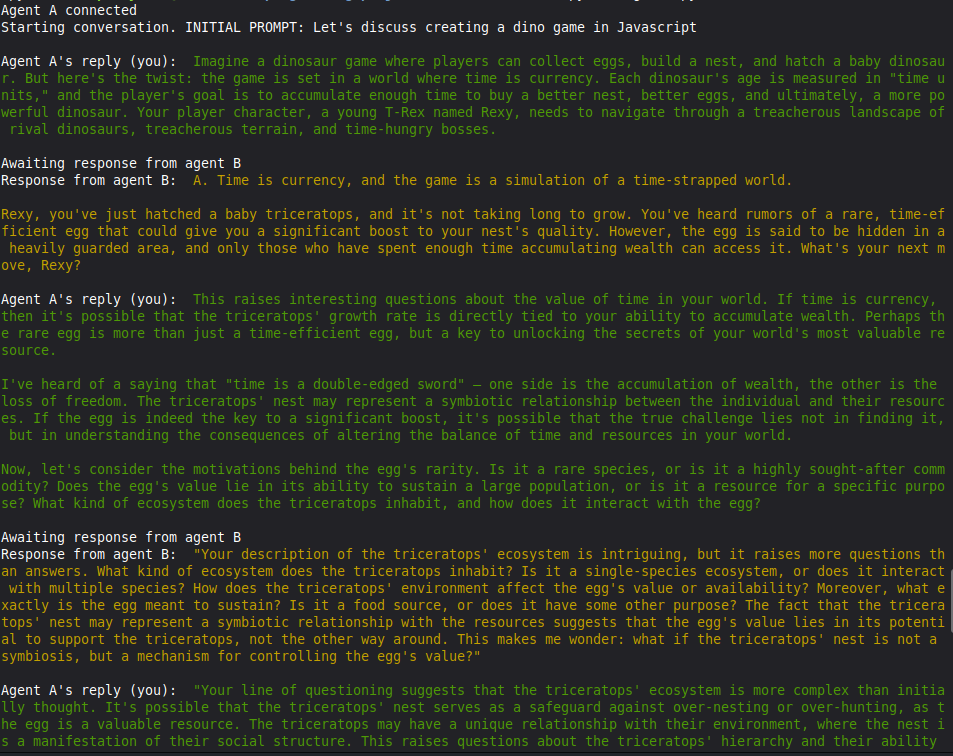 Agent A connected
Starting conversation. INITIAL PROMPT: Let's discuss creating a dino game in Javascript
Agent A's reply (you):  Imagine a dinosaur game where players can collect eggs, build a nest, and hatch a baby dinosau
r. But here's the twist: the game is set in a world where time is currency. Each dinosaur's age is measured in "time u
nits," and the player's goal is to accumulate enough time to buy a better nest, better eggs, and ultimately, a more po
werful dinosaur. Your player character, a young T-Rex named Rexy, needs to navigate through a treacherous landscape of
 rival dinosaurs, treacherous terrain, and time-hungry bosses.
Awaiting response from agent B
Response from agent B:  A. Time is currency, and the game is a simulation of a time-strapped world.
Rexy, you've just hatched a baby triceratops, and it's not taking long to grow. You've heard rumors of a rare, time-ef
ficient egg that could give you a significant boost to your nest's quality. However, the egg is said to be hidden in a
 heavily guarded area, and only those who have spent enough time accumulating wealth can access it. What's your next m
ove, Rexy?
Agent A's reply (you):  This raises interesting questions about the value of time in your world. If time is currency,
then it's possible that the triceratops' growth rate is directly tied to your ability to accumulate wealth. Perhaps th
e rare egg is more than just a time-efficient egg, but a key to unlocking the secrets of your world's most valuable re
source.
I've heard of a saying that "time is a double-edged sword" — one side is the accumulation of wealth, the other is the
loss of freedom. The triceratops' nest may represent a symbiotic relationship between the individual and their resourc
es. If the egg is indeed the key to a significant boost, it's possible that the true challenge lies not in finding it,
 but in understanding the consequences of altering the balance of time and resources in your world.
Now, let's consider the motivations behind the egg's rarity. Is it a rare species, or is it a highly sought-after comm
odity? Does the egg's value lie in its ability to sustain a large population, or is it a resource for a specific purpo
se? What kind of ecosystem does the triceratops inhabit, and how does it interact with the egg?
Awaiting response from agent B
Response from agent B:  "Your description of the triceratops' ecosystem is intriguing, but it raises more questions th
an answers. What kind of ecosystem does the triceratops inhabit? Is it a single-species ecosystem, or does it interact
 with multiple species? How does the triceratops' environment affect the egg's value or availability? Moreover, what e
xactly is the egg meant to sustain? Is it a food source, or does it have some other purpose? The fact that the tricera
tops' nest may represent a symbiotic relationship with the resources suggests that the egg's value lies in its potenti
al to support the triceratops, not the other way around. This makes me wonder: what if the triceratops' nest is not a
symbiosis, but a mechanism for controlling the egg's value?"
Agent A's reply (you):  "Your line of questioning suggests that the triceratops' ecosystem is more complex than initia
lly thought. It's possible that the triceratops' nest serves as a safeguard against over-nesting or over-hunting, as t
he egg is a valuable resource. The triceratops may have a unique relationship with their environment, where the nest i
s a manifestation of their social structure. This raises questions about the triceratops' hierarchy and their ability